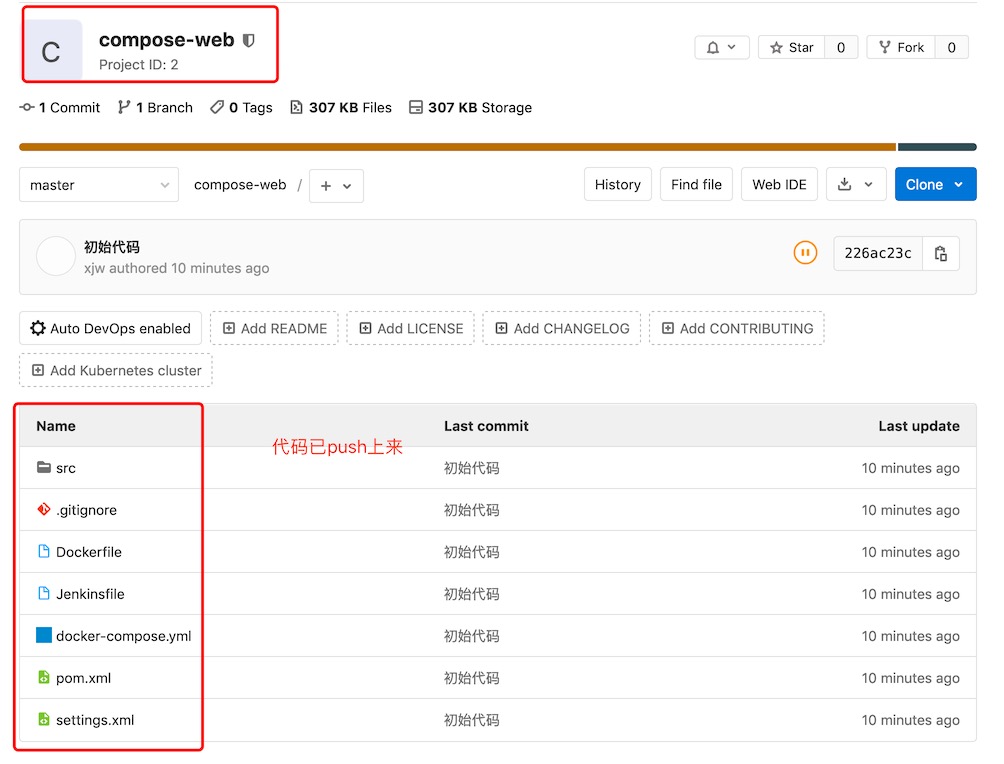 C
compose-web
Project ID: 2
Star 0
Fork 0
1 Commit 1 Branch 0 Tags 307 KB Files 307 KB Storage
master compose-web / + History Find file Web IDE Clone
初始代码
xjw authored 10 minutes ago
226ac23c
Auto DevOps enabled Add README Add LICENSE Add CHANGELOG Add CONTRIBUTING
Add Kubernetes cluster
Name Last commit Last update
代码已push上来
src 初始代码 10 minutes ago
.gitignore 初始代码 10 minutes ago
Dockerfile 初始代码 10 minutes ago
Jenkinsfile 初始代码 10 minutes ago
docker-compose.yml 初始代码 10 minutes ago
pom.xml 初始代码 10 minutes ago
settings.xml 初始代码 10 minutes ago